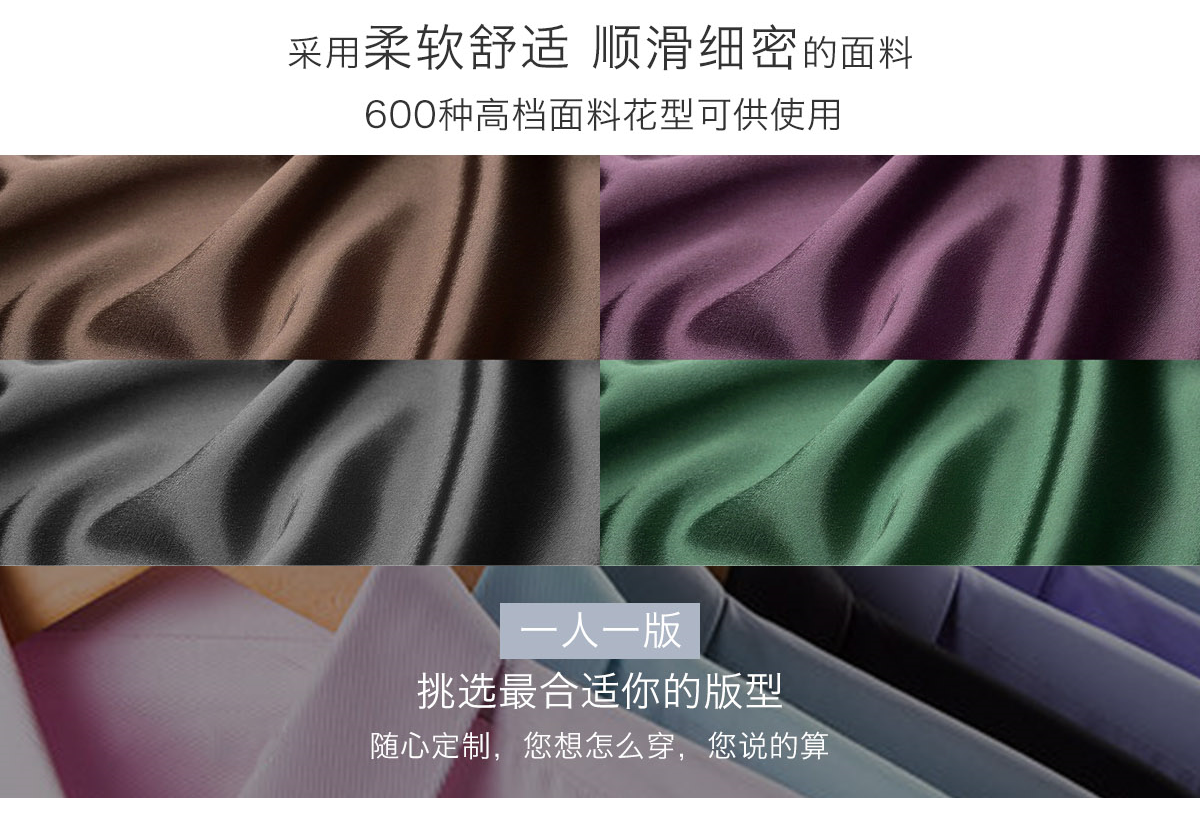 采用柔软舒适 顺滑细密的面料
600种高档面料花型可供使用
一人一版
挑选最合适你的版型
随心定制，您想怎么穿，您说的算